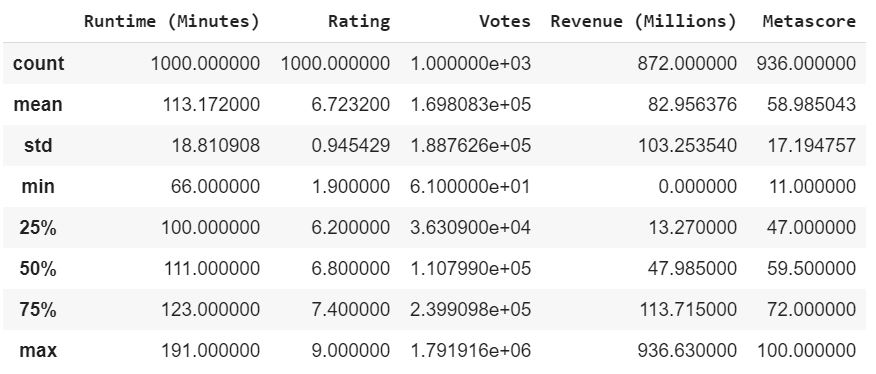 Runtime (Minutes) Rating Votes Revenue (Millions) Metascore
count 1000.000000 1000.000000 1.000000e+03 872.000000 936.000000
mean 113.172000 6.723200 1.698083e+05 82.956376 58.985043
std 18.810908 0.945429 1.887626e+05 103.253540 17.194757
min 66.000000 1.900000 6.100000e+01 0.000000 11.000000
25% 100.000000 6.200000 3.630900e+04 13.270000 47.000000
50% 111.000000 6.800000 1.107990e+05 47.985000 59.500000
75% 123.000000 7.400000 2.399098e+05 113.715000 72.000000
max 191.000000 9.000000 1.791916e+06 936.630000 100.000000